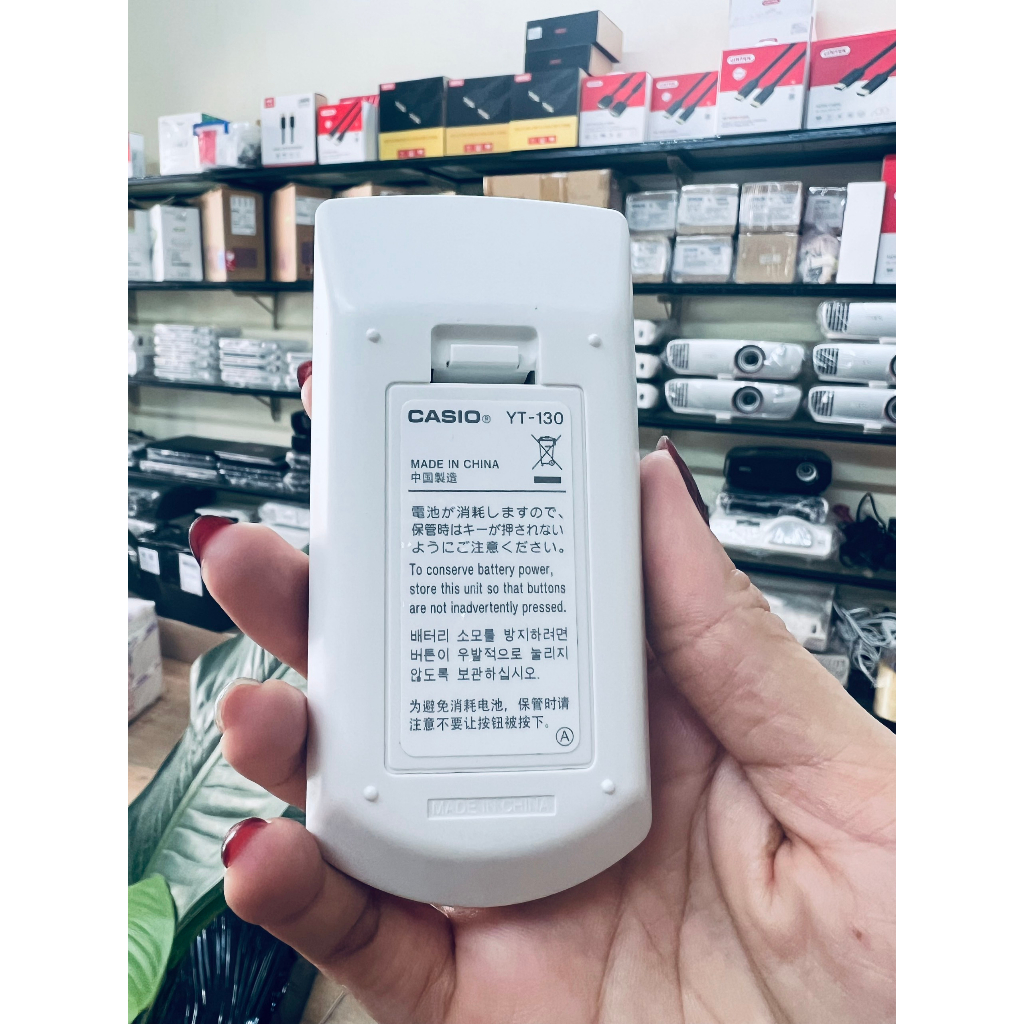 UNITEK
UNITEK
UNITEK
CASIO® YT-130
MADE IN CHINA
中国製造
電池が消耗しますので、
保管時はキーが押されない
ようにご注意ください。
To conserve battery power,
store this unit so that buttons
are not inadvertently pressed.
배터리 소모를 방지하려면
버튼이 우발적으로 눌리지
않도록 보관하십시오.
为避免消耗电池，保管时请
注意不要让按钮被按下。
A
MADE IN CHINA